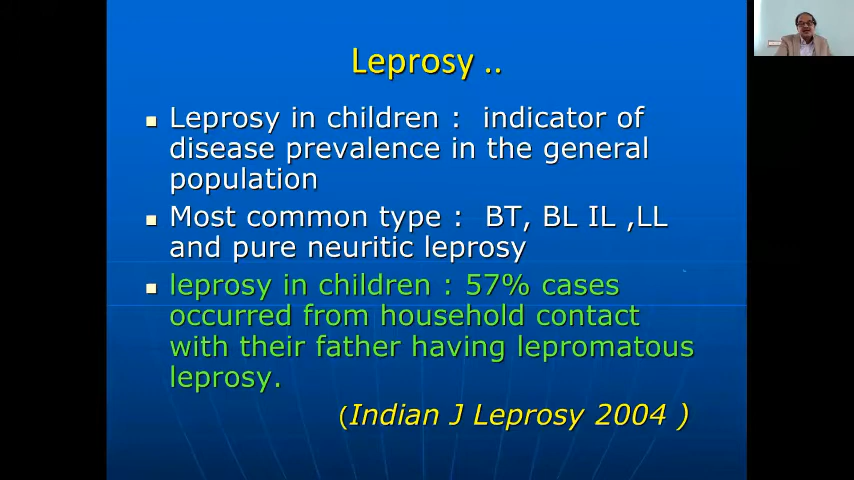 Leprosy ..
Leprosy in children :  indicator of
disease prevalence in the general
population
Most common type :  BT, BL IL ,LL
and pure neuritic leprosy
leprosy in children : 57% cases
occurred from household contact
with their father having lepromatous
leprosy.
(Indian J Leprosy 2004 )